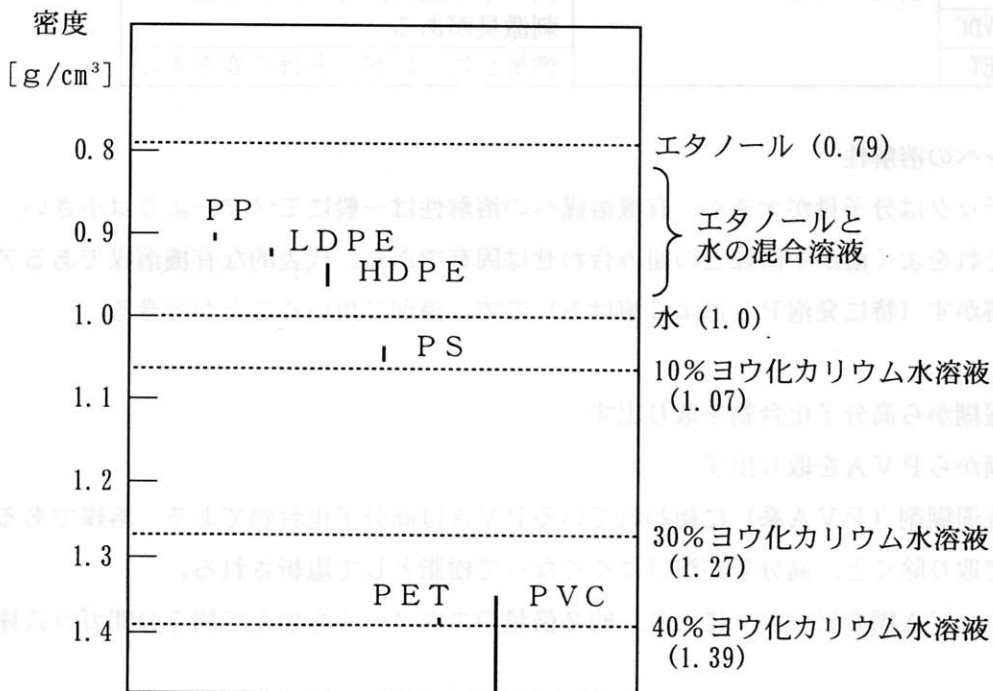 密度
[g/cm³]
0.8
0.9
1.0
1.1
1.2
1.3
1.4
PP
LDPE
HDPE
PS
PET
PVC
エタノール (0.79)
エタノールと
水の混合溶液
水 (1.0)
10%ヨウ化カリウム水溶液
(1.07)
30%ヨウ化カリウム水溶液
(1.27)
40%ヨウ化カリウム水溶液
(1.39)